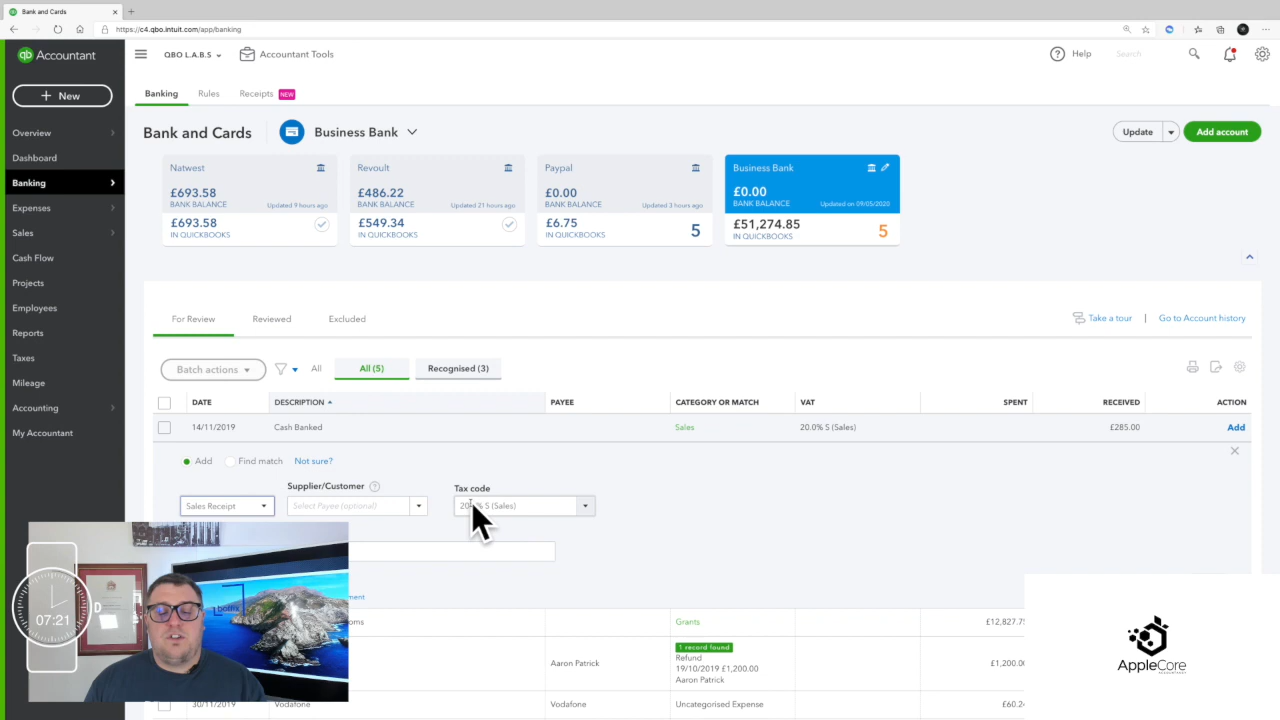 Banking and Cards
https://c4.qbo.intuit.com/app/banking
qb Accountant
QBO L.A.B.S
Accountant Tools
Help
Search
+ New
Banking
Rules
Receipts
NEW
Overview
Dashboard
Banking
Expenses
Sales
Cash Flow
Projects
Employees
Reports
Taxes
Mileage
Accounting
My Accountant
Bank and Cards
Business Bank
Update
Add account
Natwest
£693.58
BANK BALANCE
Updated 9 hours ago
£693.58
IN QUICKBOOKS
Revoult
£486.22
BANK BALANCE
Updated 21 hours ago
£549.34
IN QUICKBOOKS
Paypal
£0.00
BANK BALANCE
Updated 3 hours ago
£6.75
IN QUICKBOOKS
5
Business Bank
£0.00
BANK BALANCE
Updated on 09/05/2020
£51,274.85
IN QUICKBOOKS
5
For Review
Reviewed
Excluded
Take a tour | Go to Account history
Batch actions
All
All (5)
Recognised (3)
DATE DESCRIPTION PAYEE CATEGORY OR MATCH VAT SPENT RECEIVED ACTION
14/11/2019 Cash Banked Sales 20.0% S (Sales) £285.00 Add
Add Find match Not sure?
Supplier/Customer
Tax code
Sales Receipt
Select Payee (optional)
% S (Sales)
Grants £12,827.75
1 record found
Refund
19/10/2019 £1,200.00
Aaron Patrick
Aaron Patrick
£1,200.00
30/11/2019 Vodafone Vodafone Uncategorised Expense £60.24
07:21
AppleCore